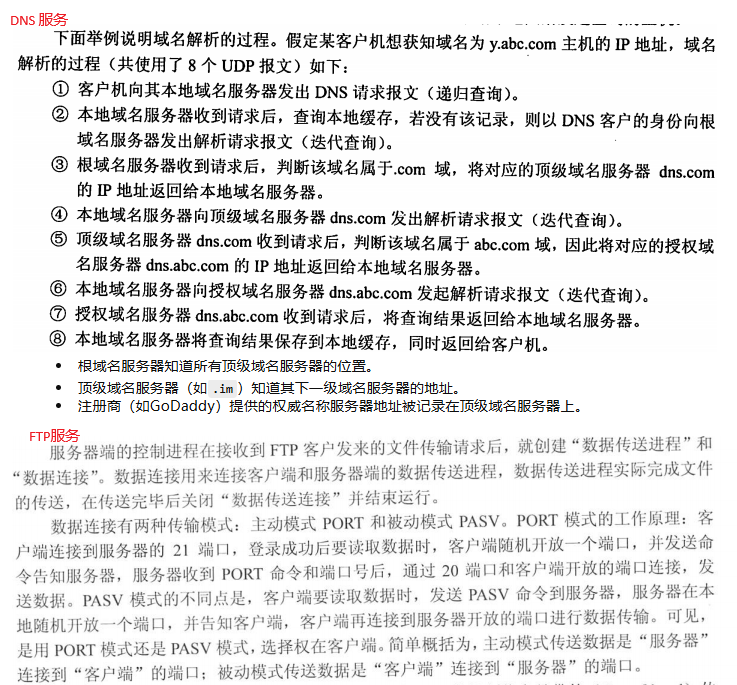 DNS 服务
下面举例说明域名解析的过程。假定某客户机想获知域名为 y.abc.com 主机的 IP 地址，域名
解析的过程（共使用了 8 个 UDP 报文）如下：
① 客户机向其本地域名服务器发出 DNS 请求报文（递归查询）。
② 本地域名服务器收到请求后，查询本地缓存，若没有该记录，则以 DNS 客户的身份向根
域名服务器发出解析请求报文（迭代查询）。
③ 根域名服务器收到请求后，判断该域名属于.com 域，将对应的顶级域名服务器 dns.com
的 IP 地址返回给本地域名服务器。
④ 本地域名服务器向顶级域名服务器 dns.com 发出解析请求报文（迭代查询）。
⑤ 顶级域名服务器 dns.com 收到请求后，判断该域名属于 abc.com 域，因此将对应的授权域
名服务器 dns.abc.com 的 IP 地址返回给本地域名服务器。
⑥ 本地域名服务器向授权域名服务器 dns.abc.com 发起解析请求报文（迭代查询）。
⑦ 授权域名服务器 dns.abc.com 收到请求后，将查询结果返回给本地域名服务器。
⑧ 本地域名服务器将查询结果保存到本地缓存，同时返回给客户机。
• 根域名服务器知道所有顶级域名服务器的位置。
• 顶级域名服务器（如 .im ）知道其下一级域名服务器的地址。
• 注册商（如GoDaddy）提供的权威名称服务器地址被记录在顶级域名服务器上。
FTP服务
服务器端的控制进程在接收到 FTP 客户发来的文件传输请求后，就创建“数据传送进程”和
“数据连接”。数据连接用来连接客户端和服务器端的数据传送进程，数据传送进程实际完成文件
的传送，在传送完毕后关闭“数据传送连接”并结束运行。
数据连接有两种传输模式：主动模式 PORT 和被动模式 PASV。PORT 模式的工作原理：客
户端连接到服务器的 21 端口，登录成功后要读取数据时，客户端随机开放一个端口，并发送命
令告知服务器，服务器收到 PORT 命令和端口号后，通过 20 端口和客户端开放的端口连接，发
送数据。PASV 模式的不同点是，客户端要读取数据时，发送 PASV 命令到服务器，服务器在本
地随机开放一个端口，并告知客户端，客户端再连接到服务器开放的端口进行数据传输。可见，
是用 PORT 模式还是 PASV 模式，选择权在客户端。简单概括为，主动模式传送数据是“服务器”
连接到“客户端”的端口；被动模式传送数据是“客户端”连接到“服务器”的端口。